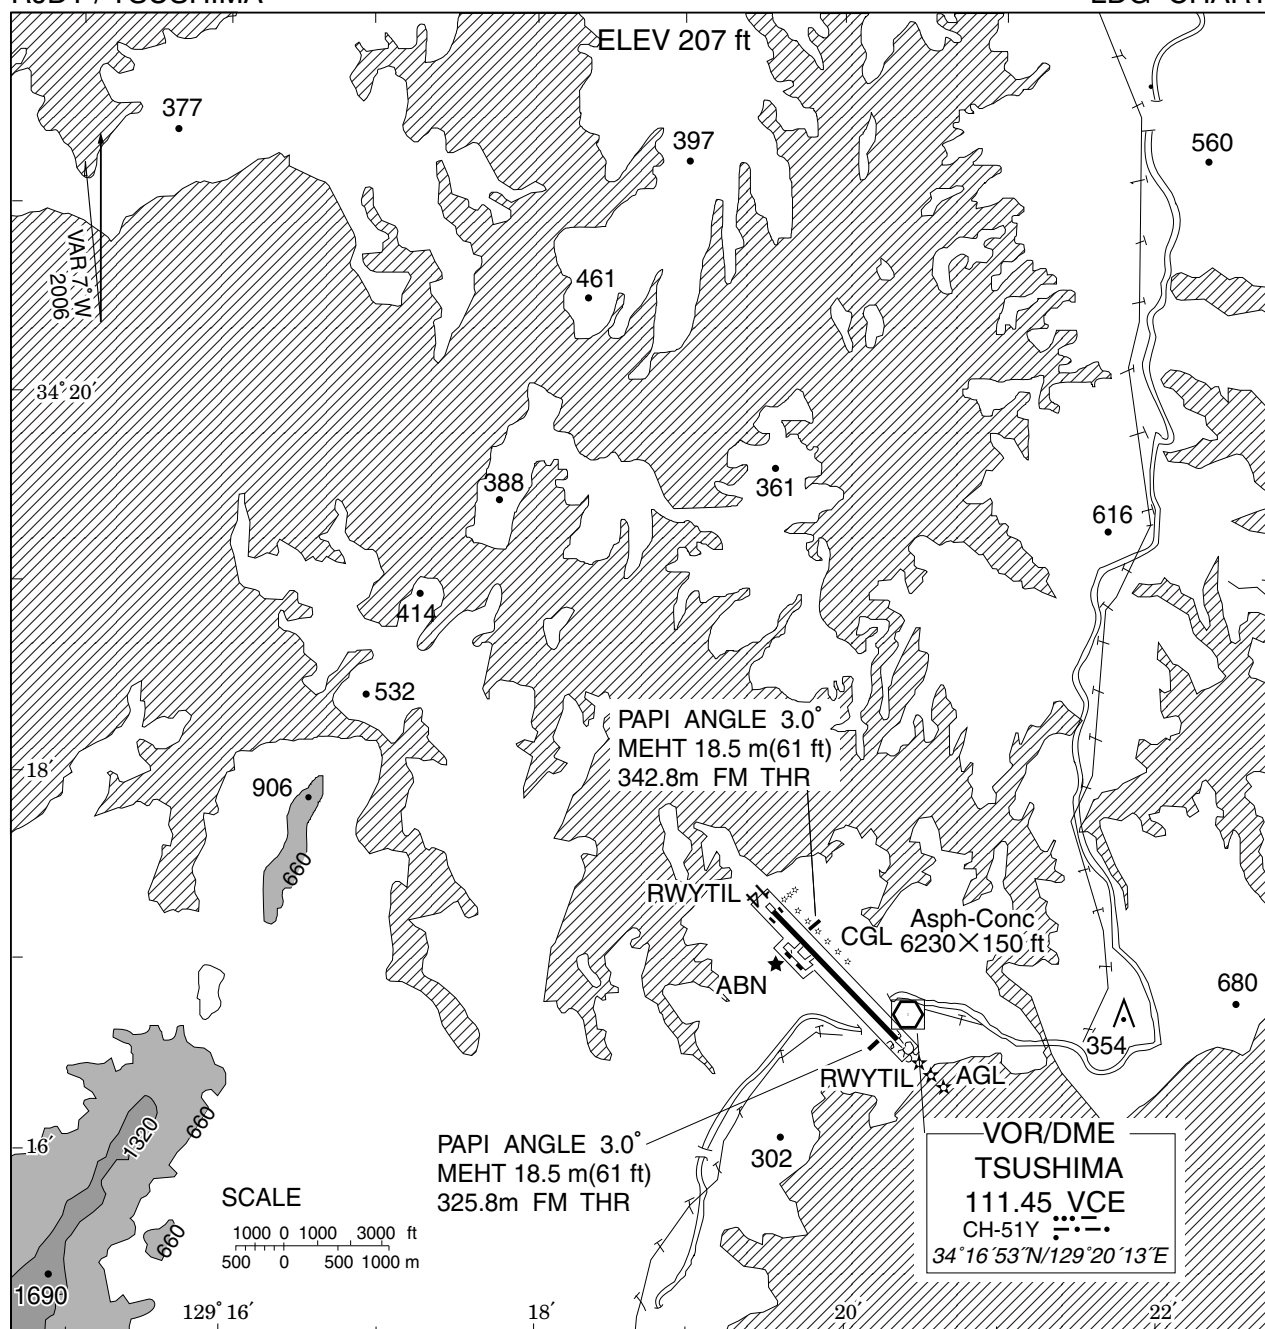 RJDT / TSUSHIMA
LDG CHART
ELEV 207 ft
377
397
560
VAR 7° W
2006
461
34° 20′
388
361
616
414
532
PAPI ANGLE 3.0°
MEHT 18.5 m(61 ft)
342.8m FM THR
18′
906
660
RWYTIL
CGL
Asph-Conc
6230×150 ft
ABN
680
354
RWYTIL
AGL
660
1320
16′
PAPI ANGLE 3.0°
MEHT 18.5 m(61 ft)
325.8m FM THR
302
VOR/DME
TSUSHIMA
111.45 VCE
CH-51Y
34°16′53″N/129°20′13″E
SCALE
1000 0 1000 3000 ft
500 0 500 1000 m
660
1690
129° 16′
18′
20′
22′